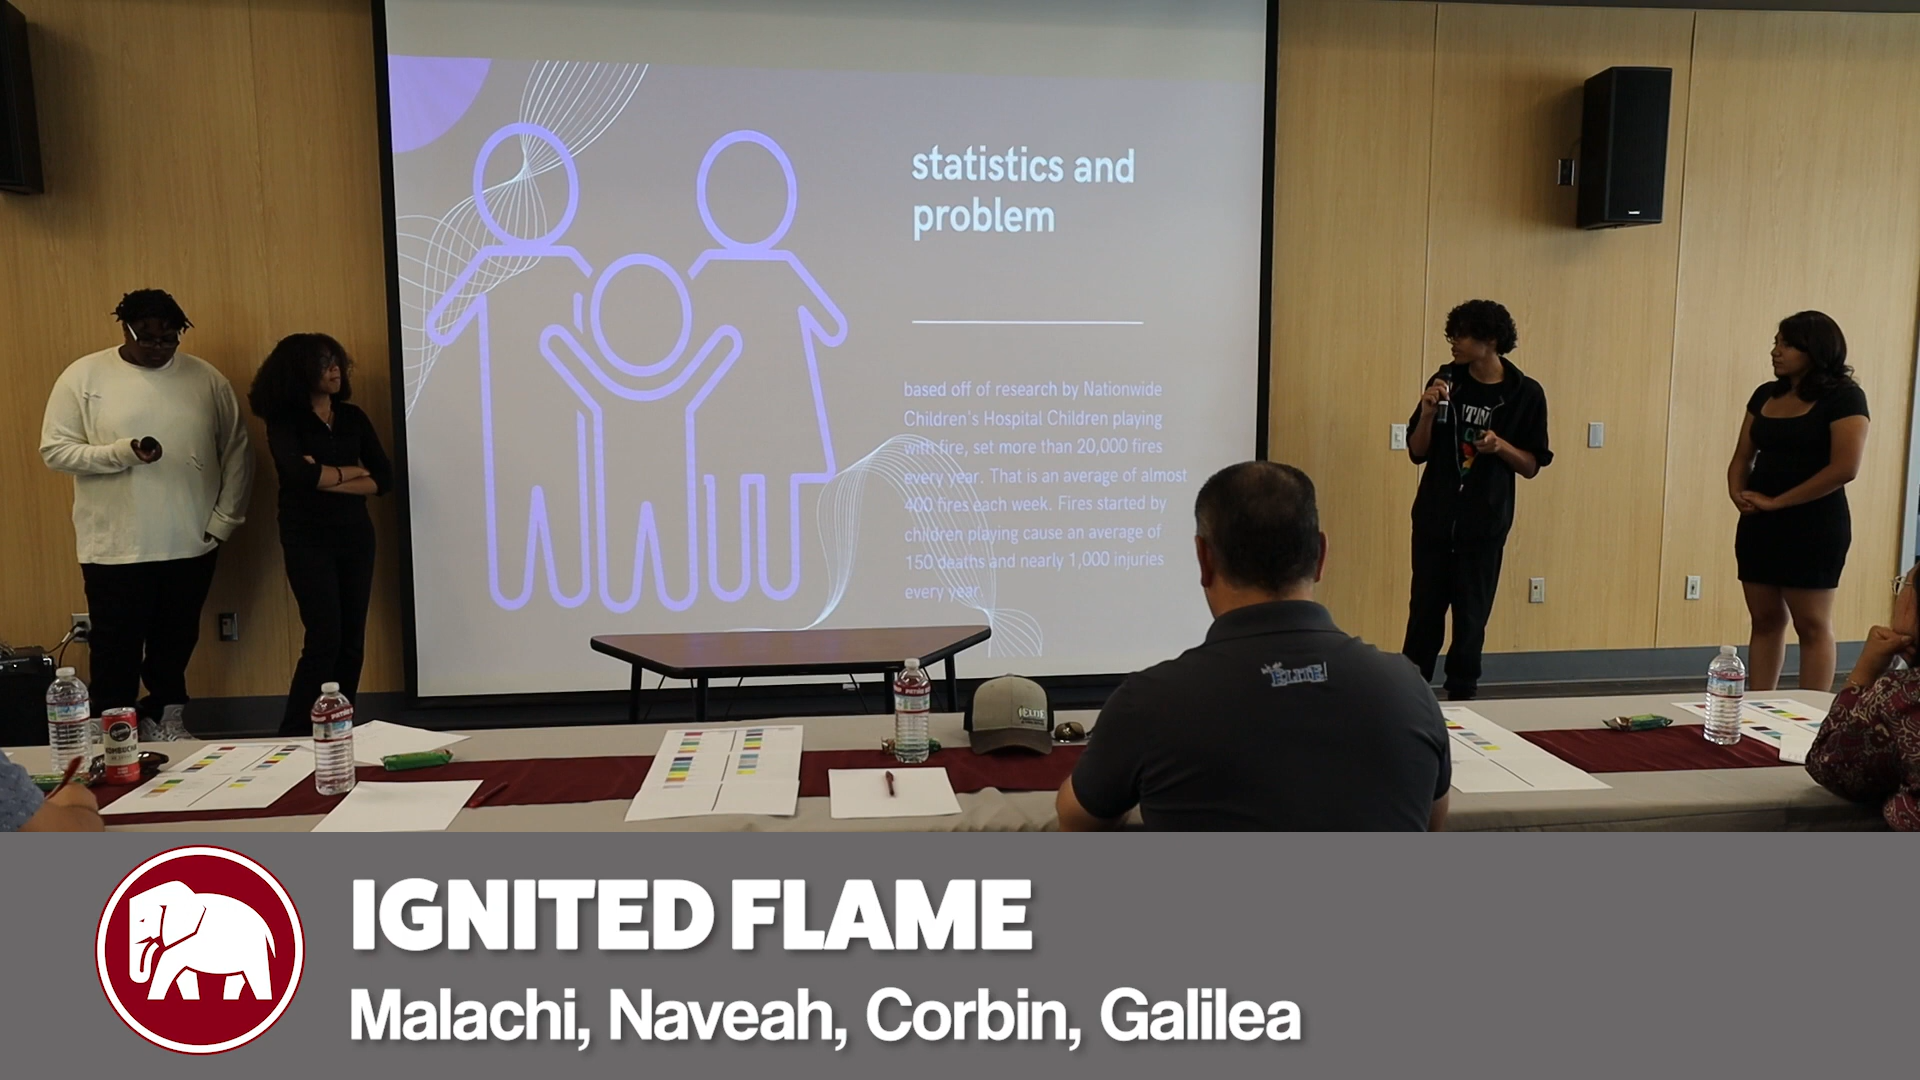 statistics and
problem
based off of research by Nationwide
Children's Hospital Children playing
with fire, set more than 20,000 fires
every year. That is an average of almost
400 fires each week. Fires started by
children playing cause an average of
150 deaths and nearly 1,000 injuries
every year.
ELITE
IGNITED FLAME
Malachi, Naveah, Corbin, Galilea